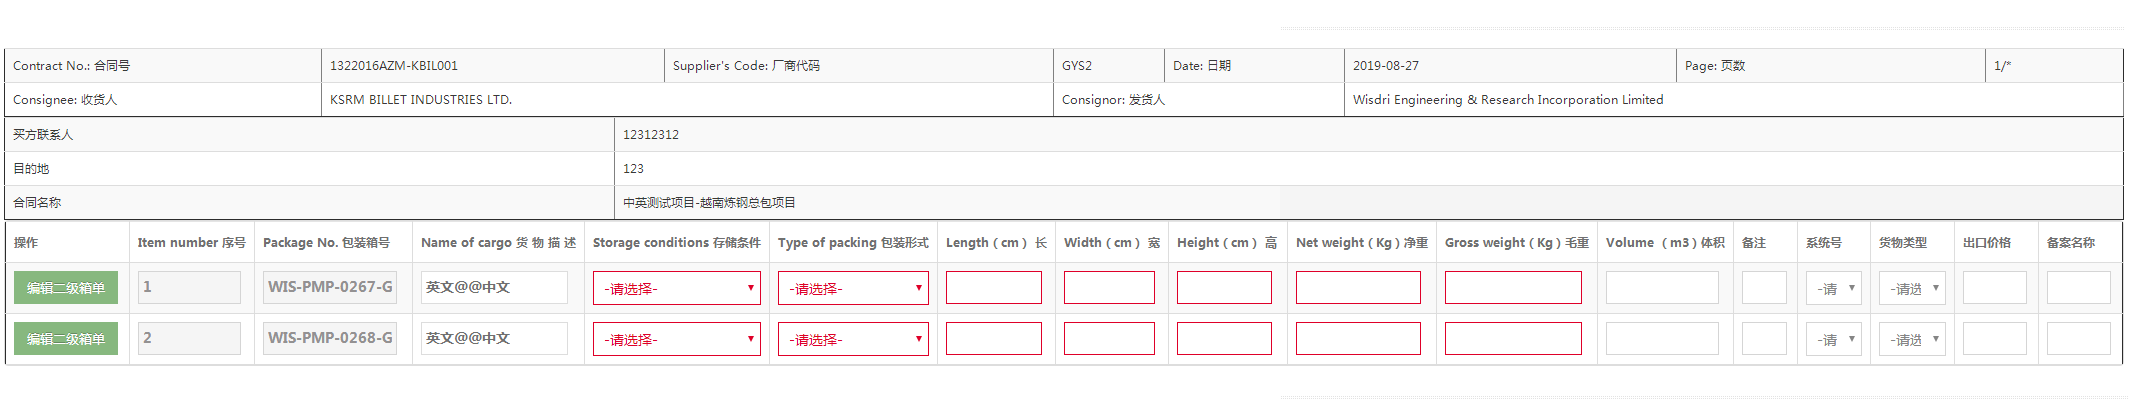 Contract No.: 合同号 1322016AZM-KBIL001 Supplier's Code: 厂商代码 GYS2 Date: 日期 2019-08-27 Page: 页数 1/*
Consignee: 收货人 KSRM BILLET INDUSTRIES LTD. Consignor: 发货人 Wisdri Engineering & Research Incorporation Limited
买方联系人 12312312
目的地 123
合同名称 中英测试项目-越南炼钢总包项目
操作 Item number 序号 Package No. 包装箱号 Name of cargo 货 物 描 述 Storage conditions 存储条件 Type of packing 包装形式 Length ( cm ) 长 Width ( cm ) 宽 Height ( cm ) 高 Net weight ( Kg ) 净重 Gross weight ( Kg ) 毛重 Volume ( m3 ) 体积 备注 系统号 货物类型 出口价格 备案名称
编辑二级箱单 1 WIS-PMP-0267-G 英文@@中文 -请选择- -请选择- -请 -请选
编辑二级箱单 2 WIS-PMP-0268-G 英文@@中文 -请选择- -请选择- -请 -请选